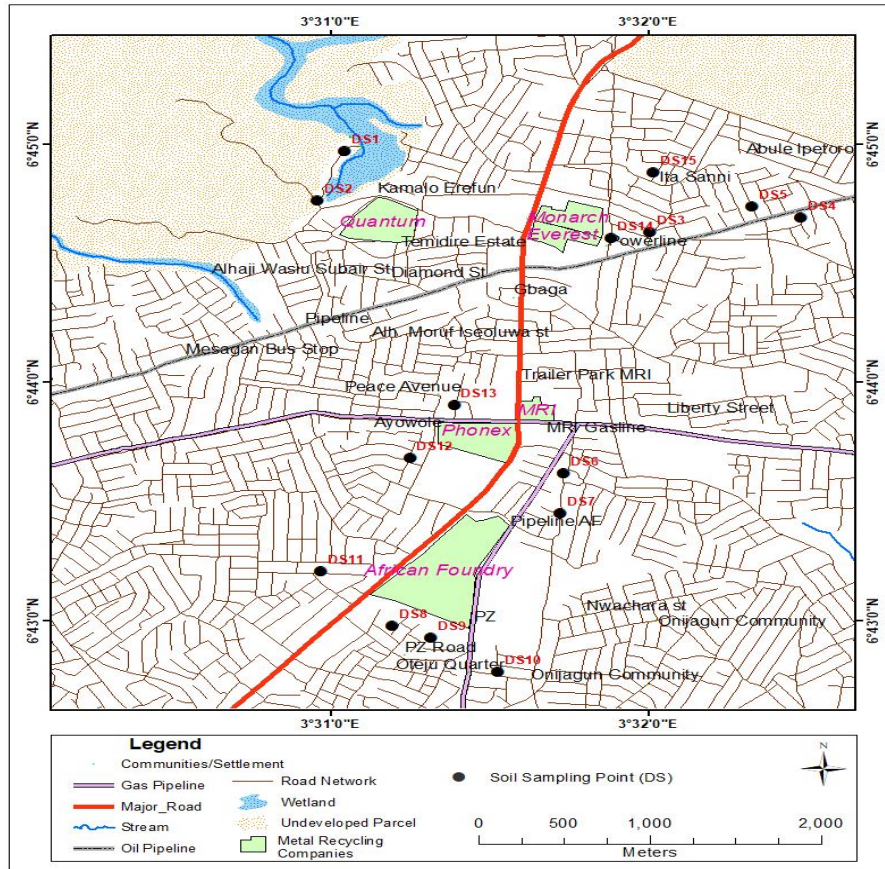 3°31'0"E
3°32'0"E
6°45'0"N
6°45'0"N
DS1
Abule Ipetoro
DS15
Ita Sanni
DS2
Kamalo Erefun
DS5
DS4
Quantum
Monarch
Everest
DS14
DS3
Temidire Estate
Powerline
Alhaji Wasiu Subair St
Diamond St
Gbaga
Pipeline
Alh. Moruf Iseoluwa st
Mesagan Bus Stop
6°44'0"N
6°44'0"N
Trailer Park MRI
Peace Avenue
DS13
MRI
Liberty Street
Ayowole
Phonex
MRI Gasline
DS12
DS6
DS7
Pipeline AF
DS11
African Foundry
6°43'0"N
6°43'0"N
Nwachara st
DS8
PZ
Onijagun Community
DS9
PZ Road
Oteju Quarter
DS10
Onijagun Community
3°31'0"E
3°32'0"E
Legend
Communities/Settlement
Gas Pipeline
Major_Road
Stream
Oil Pipeline
Road Network
Wetland
Undeveloped Parcel
Metal Recycling
Companies
Soil Sampling Point (DS)
N
0 500 1,000 2,000
Meters